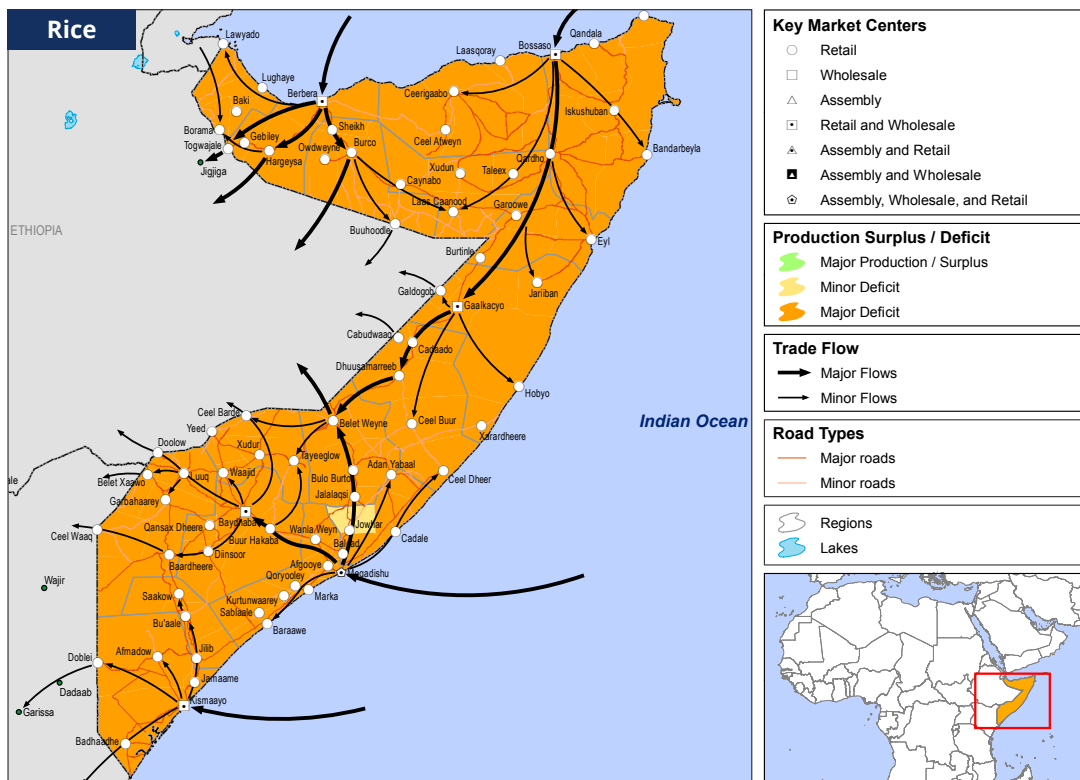 Rice
Lawyado
Lughaye
Baki
Borama
Togwajale
Gebiley
Jigjiga
Hargeysa
Berbera
Sheikh
Burco
Owdweyne
Laasqoray
Bossaso
Qandala
Ceerigaabo
Iskushuban
Ceel Afweyn
Bandarbeyla
Xudun
Taleex
Qardho
Caynabo
Laas Caanood
Garoowe
ETHIOPIA
Buuhoodle
Eyl
Burtinle
Galdogob
Jariiban
Gaalkacyo
Cabudwaaq
Cadaado
Dhuusamarreeb
Hobyo
Ceel Barde
Belet Weyne
Ceel Buur
Xarardheere
Indian Ocean
Yeed
Doolow
Xudur
Tayeeglow
Adan Yabaal
Belet Xaawo
Luuq
Waajid
Bulo Burto
Ceel Dheer
Garbahaarey
Jalalaqsi
Qansax Dheere
Baydhaba
Jowhar
Ceel Waaq
Buur Hakaba
Wanla Weyn
Cadale
Baardheere
Diinsoor
Balcad
Afgooye
Mogadishu
Wajir
Qoryooley
Saakow
Kurtunwaarey
Marka
Sablaale
Bu'aale
Baraawe
Afmadow
Jilib
Doblei
Jamaame
Dadaab
Kismaayo
Garissa
Badhaadhe
Key Market Centers
Retail
Wholesale
Assembly
Retail and Wholesale
Assembly and Retail
Assembly and Wholesale
Assembly, Wholesale, and Retail
Production Surplus / Deficit
Major Production / Surplus
Minor Deficit
Major Deficit
Trade Flow
Major Flows
Minor Flows
Road Types
Major roads
Minor roads
Regions
Lakes